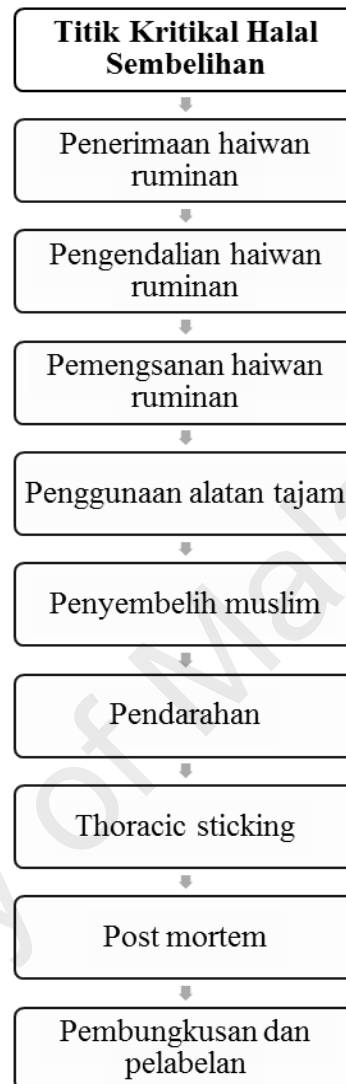 Titik Kritikal Halal
Sembelihan
Penerimaan haiwan
ruminan
Pengendalian haiwan
ruminan
Pemengsanan haiwan
ruminan
Penggunaan alatan tajam
Penyembelih muslim
Pendarahan
Thoracic sticking
Post mortem
Pembungkusan dan
pelabelan